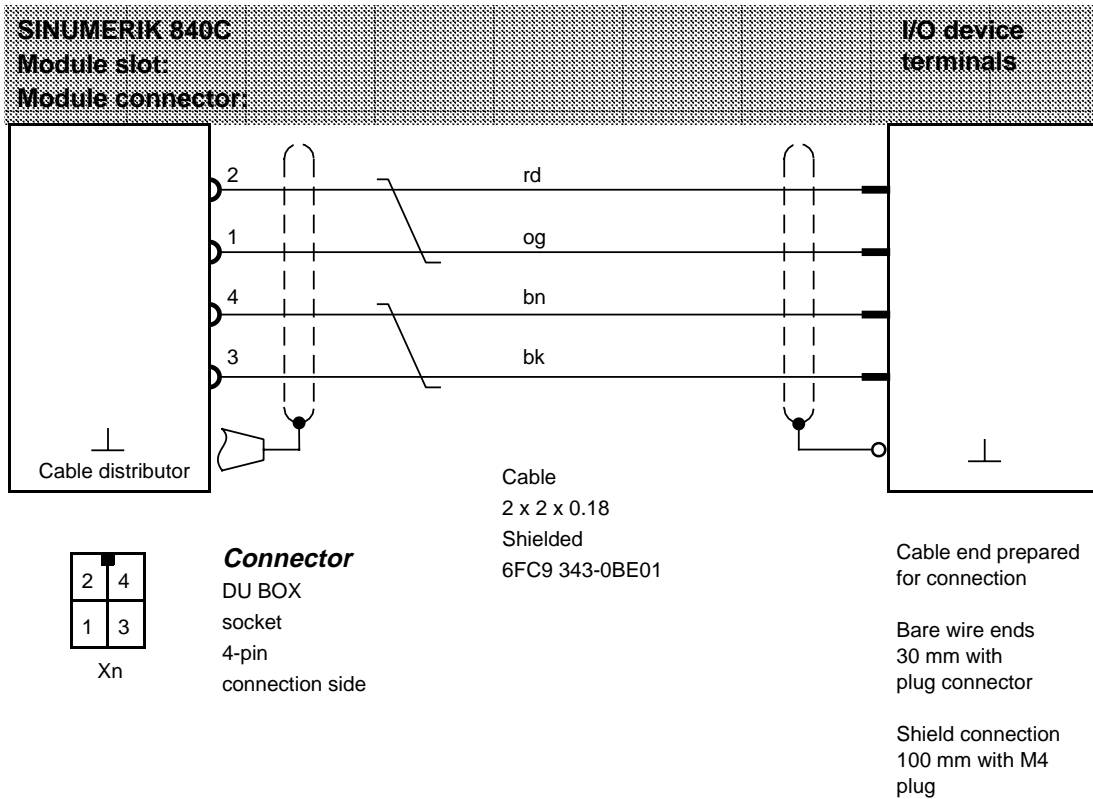 SINUMERIK 840C
Module slot:
Module connector:
I/O device
terminals
2
rd
1
og
4
bn
3
bk
Cable distributor
Cable
2 x 2 x 0.18
Shielded
6FC9 343-0BE01
2 4
1 3
Xn
Connector
DU BOX
socket
4-pin
connection side
Cable end prepared
for connection
Bare wire ends
30 mm with
plug connector
Shield connection
100 mm with M4
plug